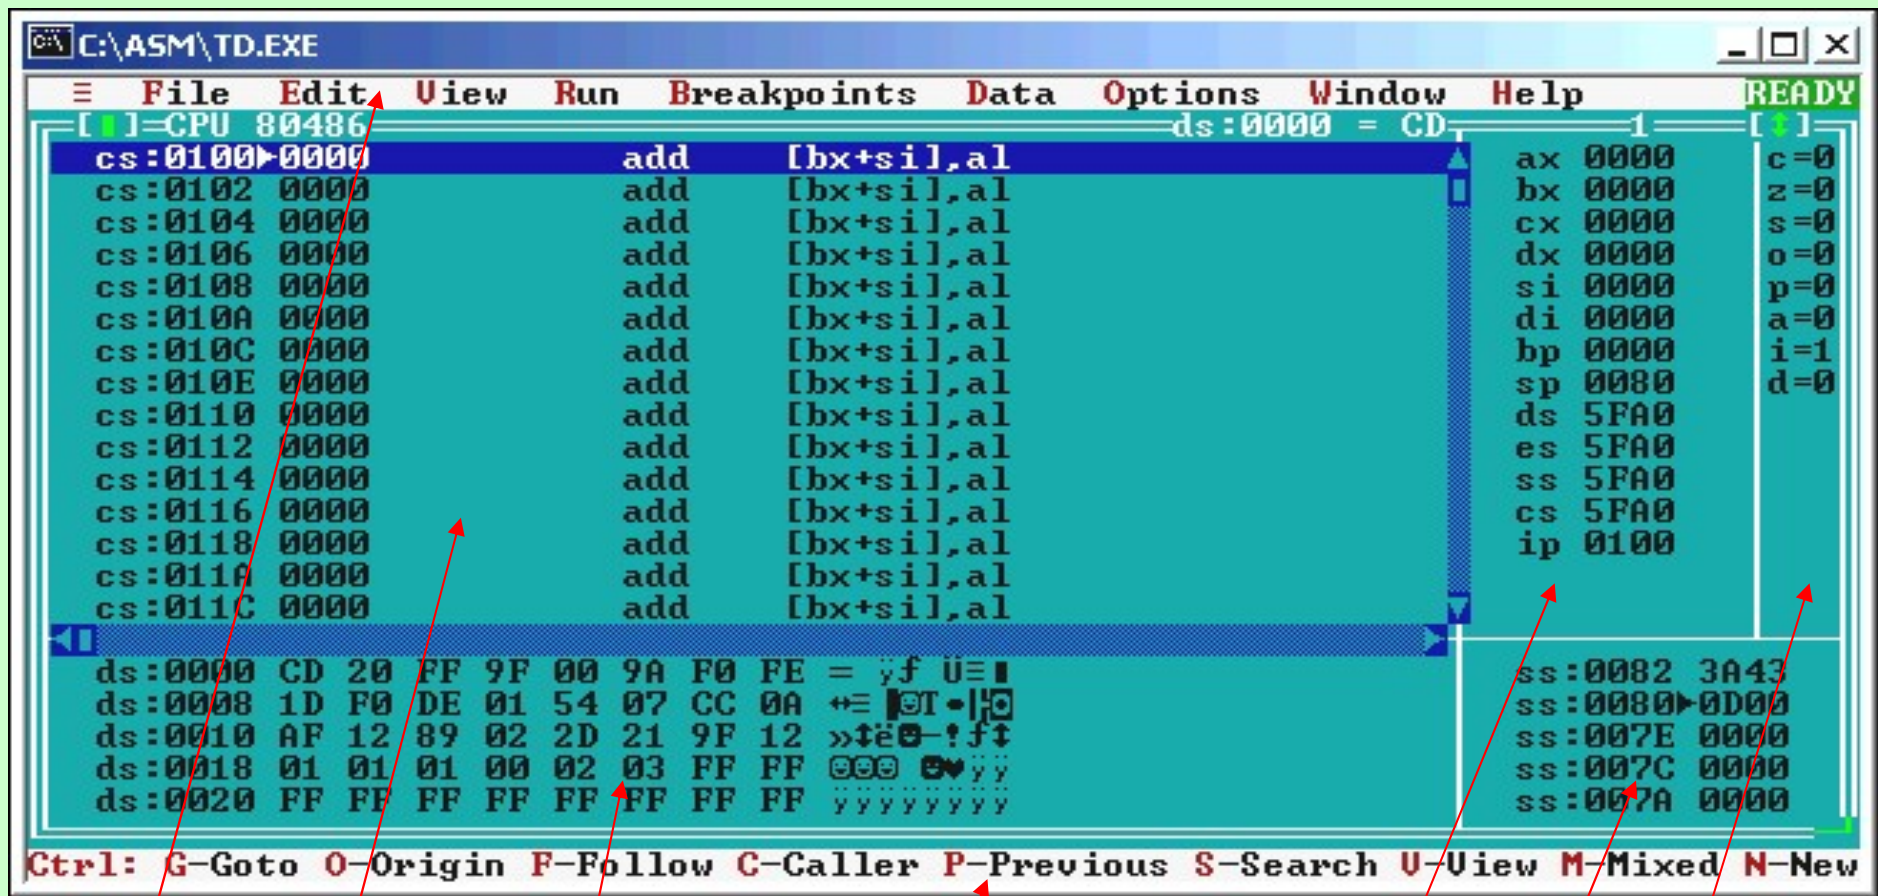 C:\ASM\TD.EXE
≡ File Edit View Run Breakpoints Data Options Window Help READY
[ ]=CPU 80486 ds:0000 = CD 1 [↕]
cs:0100►0000 add [bx+si],al ax 0000 c=0
cs:0102 0000 add [bx+si],al bx 0000 z=0
cs:0104 0000 add [bx+si],al cx 0000 s=0
cs:0106 0000 add [bx+si],al dx 0000 o=0
cs:0108 0000 add [bx+si],al si 0000 p=0
cs:010A 0000 add [bx+si],al di 0000 a=0
cs:010C 0000 add [bx+si],al bp 0000 i=1
cs:010E 0000 add [bx+si],al sp 0080 d=0
cs:0110 0000 add [bx+si],al ds 5FA0
cs:0112 0000 add [bx+si],al es 5FA0
cs:0114 0000 add [bx+si],al ss 5FA0
cs:0116 0000 add [bx+si],al cs 5FA0
cs:0118 0000 add [bx+si],al ip 0100
cs:011A 0000 add [bx+si],al
cs:011C 0000 add [bx+si],al
ds:0000 CD 20 FF 9F 00 9A F0 FE = ÿƒ Ü≡■ ss:0082 3A43
ds:0008 1D F0 DE 01 54 07 CC 0A ↔≡▐☺T•╠◙ ss:0080►0D00
ds:0010 AF 12 89 02 2D 21 9F 12 »↕ë☻-!ƒ↕ ss:007E 0000
ds:0018 01 01 01 00 02 03 FF FF ☺☺☺ ☻♥ÿÿ ss:007C 0000
ds:0020 FF FF FF FF FF FF FF FF ÿÿÿÿÿÿÿÿ ss:007A 0000
Ctrl: G-Goto O-Origin F-Follow C-Caller P-Previous S-Search V-View M-Mixed N-New